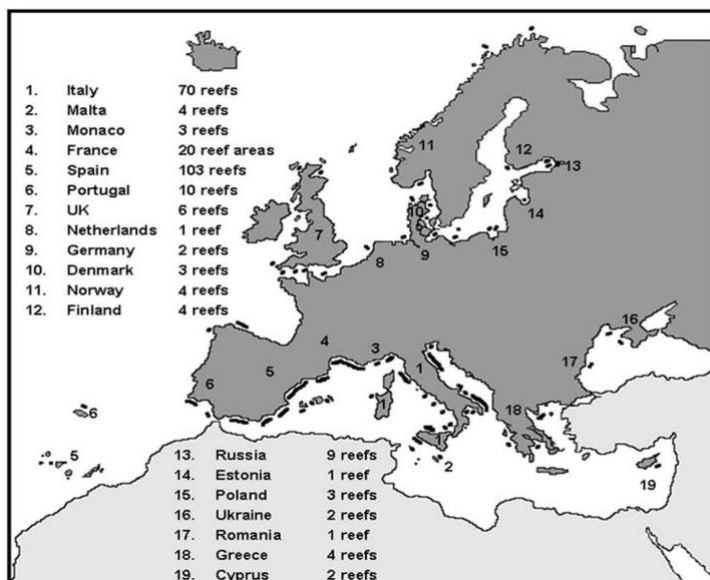 1. Italy 70 reefs
2. Malta 4 reefs
3. Monaco 3 reefs
4 France 20 reef areas
5 Spain 103 reefs
6 Portugal 10 reefs
7. UK 6 reefs
8. Netherlands 1 reef
9. Germany 2 reefs
10. Denmark 3 reefs
11. Norway 4 reefs
12. Finland 4 reefs
11
12
13
10
14
7
15
8
9
16
4
3
17
5
1
6
1
18
6
5
2
19
13. Russia 9 reefs
14. Estonia 1 reef
15. Poland 3 reefs
16. Ukraine 2 reefs
17. Romania 1 reef
18. Greece 4 reefs
19. Cyprus 2 reefs